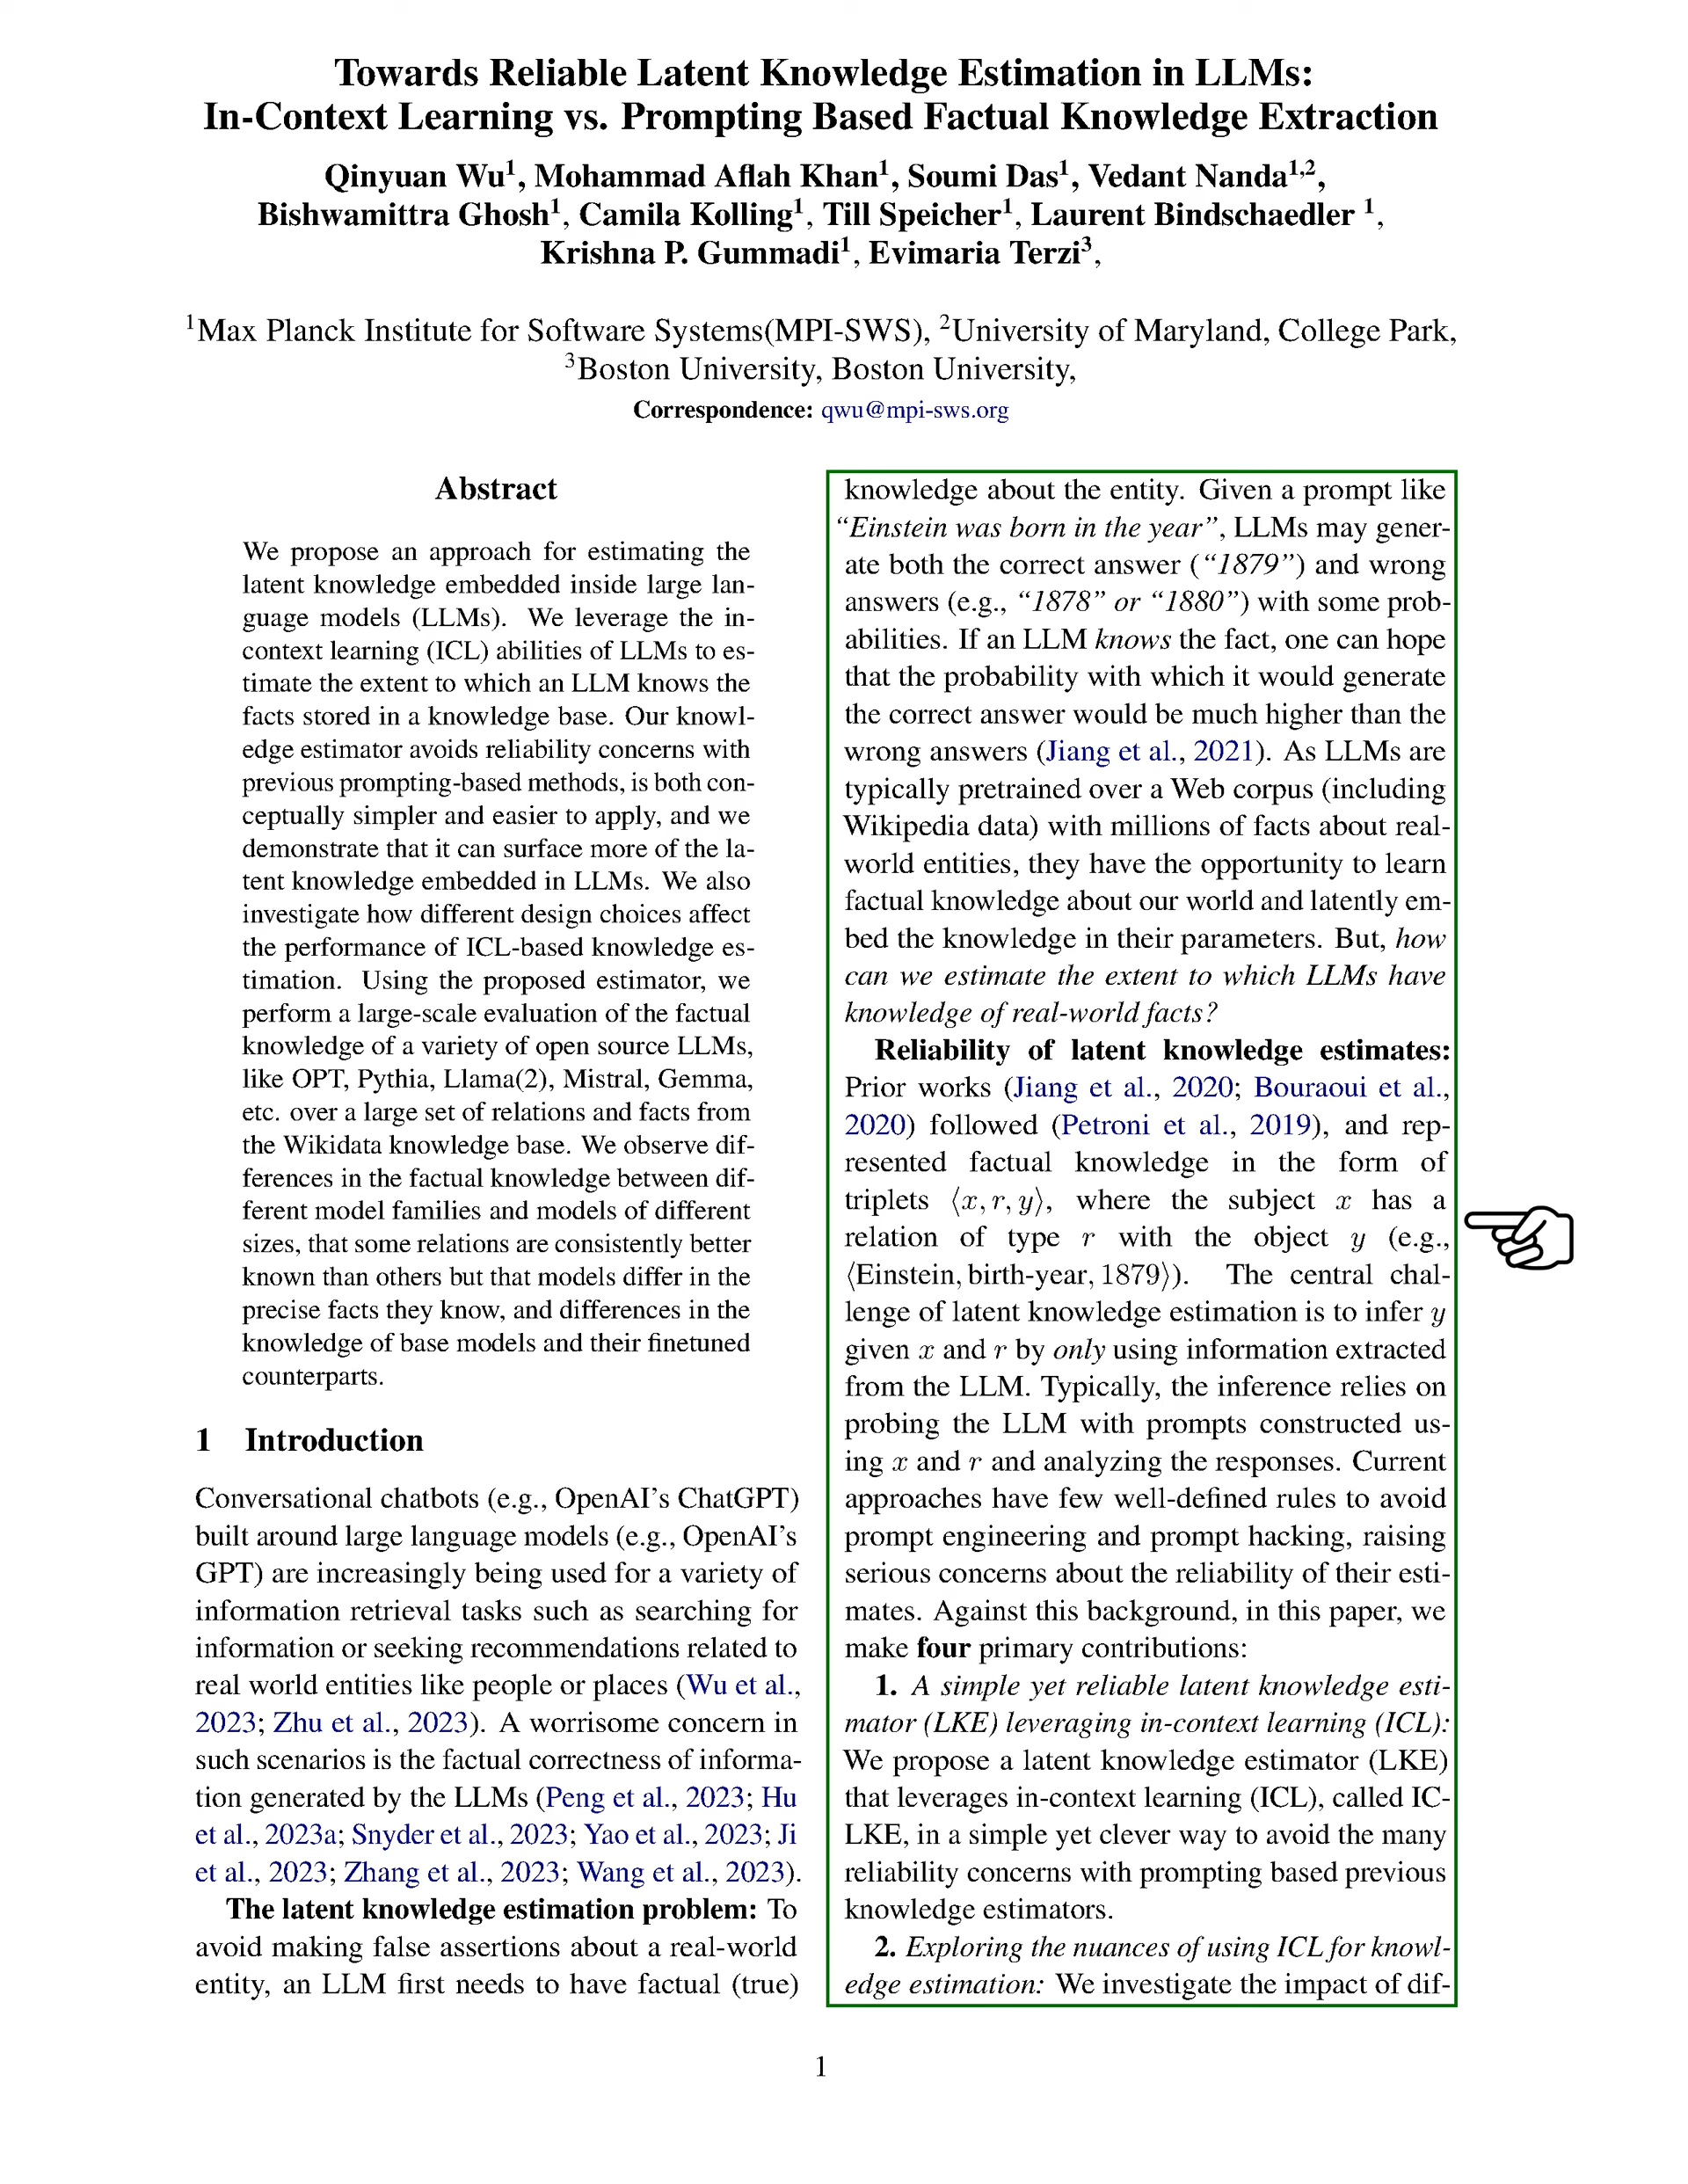 Towards Reliable Latent Knowledge Estimation in LLMs:
In-Context Learning vs. Prompting Based Factual Knowledge Extraction
Qinyuan Wu¹, Mohammad Aflah Khan¹, Soumi Das¹, Vedant Nanda¹,²,
Bishwamittra Ghosh¹, Camila Kolling¹, Till Speicher¹, Laurent Bindschaedler ¹,
Krishna P. Gummadi¹, Evimaria Terzi³,
¹Max Planck Institute for Software Systems(MPI-SWS), ²University of Maryland, College Park,
³Boston University, Boston University,
Correspondence: qwu@mpi-sws.org
Abstract
We propose an approach for estimating the
latent knowledge embedded inside large lan-
guage models (LLMs). We leverage the in-
context learning (ICL) abilities of LLMs to es-
timate the extent to which an LLM knows the
facts stored in a knowledge base. Our knowl-
edge estimator avoids reliability concerns with
previous prompting-based methods, is both con-
ceptually simpler and easier to apply, and we
demonstrate that it can surface more of the la-
tent knowledge embedded in LLMs. We also
investigate how different design choices affect
the performance of ICL-based knowledge es-
timation. Using the proposed estimator, we
perform a large-scale evaluation of the factual
knowledge of a variety of open source LLMs,
like OPT, Pythia, Llama(2), Mistral, Gemma,
etc. over a large set of relations and facts from
the Wikidata knowledge base. We observe dif-
ferences in the factual knowledge between dif-
ferent model families and models of different
sizes, that some relations are consistently better
known than others but that models differ in the
precise facts they know, and differences in the
knowledge of base models and their finetuned
counterparts.
1 Introduction
Conversational chatbots (e.g., OpenAI's ChatGPT)
built around large language models (e.g., OpenAI's
GPT) are increasingly being used for a variety of
information retrieval tasks such as searching for
information or seeking recommendations related to
real world entities like people or places (Wu et al.,
2023; Zhu et al., 2023). A worrisome concern in
such scenarios is the factual correctness of informa-
tion generated by the LLMs (Peng et al., 2023; Hu
et al., 2023a; Snyder et al., 2023; Yao et al., 2023; Ji
et al., 2023; Zhang et al., 2023; Wang et al., 2023).
The latent knowledge estimation problem: To
avoid making false assertions about a real-world
entity, an LLM first needs to have factual (true)
knowledge about the entity. Given a prompt like
“Einstein was born in the year”, LLMs may gener-
ate both the correct answer (“1879”) and wrong
answers (e.g., “1878” or “1880”) with some prob-
abilities. If an LLM knows the fact, one can hope
that the probability with which it would generate
the correct answer would be much higher than the
wrong answers (Jiang et al., 2021). As LLMs are
typically pretrained over a Web corpus (including
Wikipedia data) with millions of facts about real-
world entities, they have the opportunity to learn
factual knowledge about our world and latently em-
bed the knowledge in their parameters. But, how
can we estimate the extent to which LLMs have
knowledge of real-world facts?
Reliability of latent knowledge estimates:
Prior works (Jiang et al., 2020; Bouraoui et al.,
2020) followed (Petroni et al., 2019), and rep-
resented factual knowledge in the form of
triplets ⟨x, r, y⟩, where the subject x has a
relation of type r with the object y (e.g.,
⟨Einstein, birth-year, 1879⟩). The central chal-
lenge of latent knowledge estimation is to infer y
given x and r by only using information extracted
from the LLM. Typically, the inference relies on
probing the LLM with prompts constructed us-
ing x and r and analyzing the responses. Current
approaches have few well-defined rules to avoid
prompt engineering and prompt hacking, raising
serious concerns about the reliability of their esti-
mates. Against this background, in this paper, we
make four primary contributions:
1. A simple yet reliable latent knowledge esti-
mator (LKE) leveraging in-context learning (ICL):
We propose a latent knowledge estimator (LKE)
that leverages in-context learning (ICL), called IC-
LKE, in a simple yet clever way to avoid the many
reliability concerns with prompting based previous
knowledge estimators.
2. Exploring the nuances of using ICL for knowl-
edge estimation: We investigate the impact of dif-
1